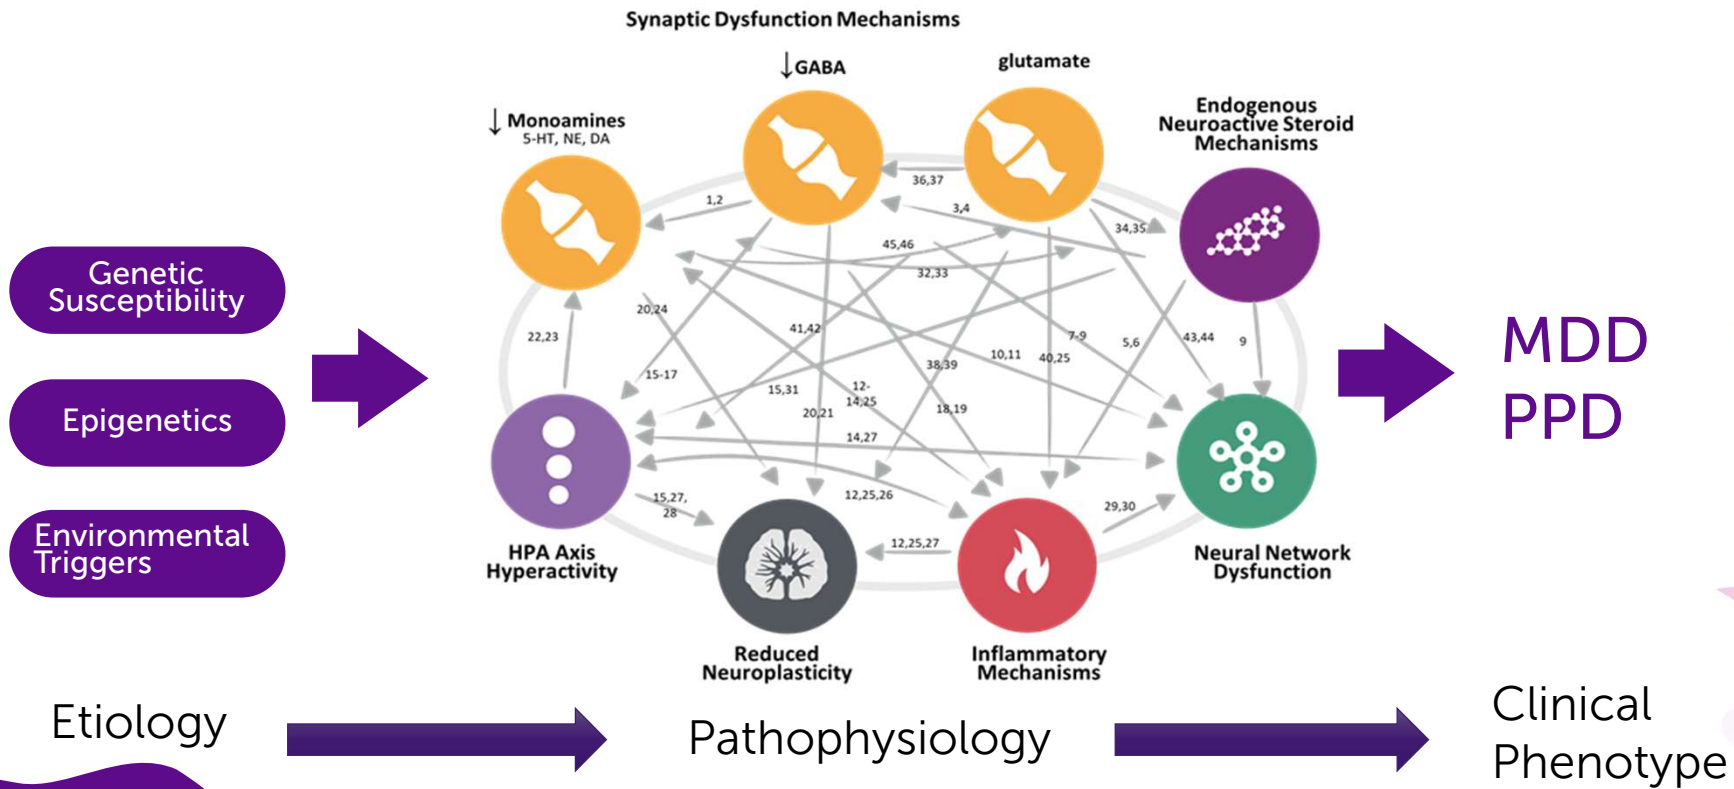 Synaptic Dysfunction Mechanisms
↓GABA
glutamate
↓ Monoamines
5-HT, NE, DA
Endogenous
Neuroactive Steroid
Mechanisms
36,37
1,2
3,4
34,35
45,46
32,33
Genetic
Susceptibility
20,24
22,23
41,42
7-9
5,6
43,44
9
10,11
40,25
38,39
15-17
15,31
12-
14,25
20,21
18,19
Epigenetics
14,27
MDD
PPD
15,27,
28
12,25,26
29,30
12,25,27
Environmental
Triggers
HPA Axis
Hyperactivity
Neural Network
Dysfunction
Reduced
Neuroplasticity
Inflammatory
Mechanisms
Etiology
Pathophysiology
Clinical
Phenotype